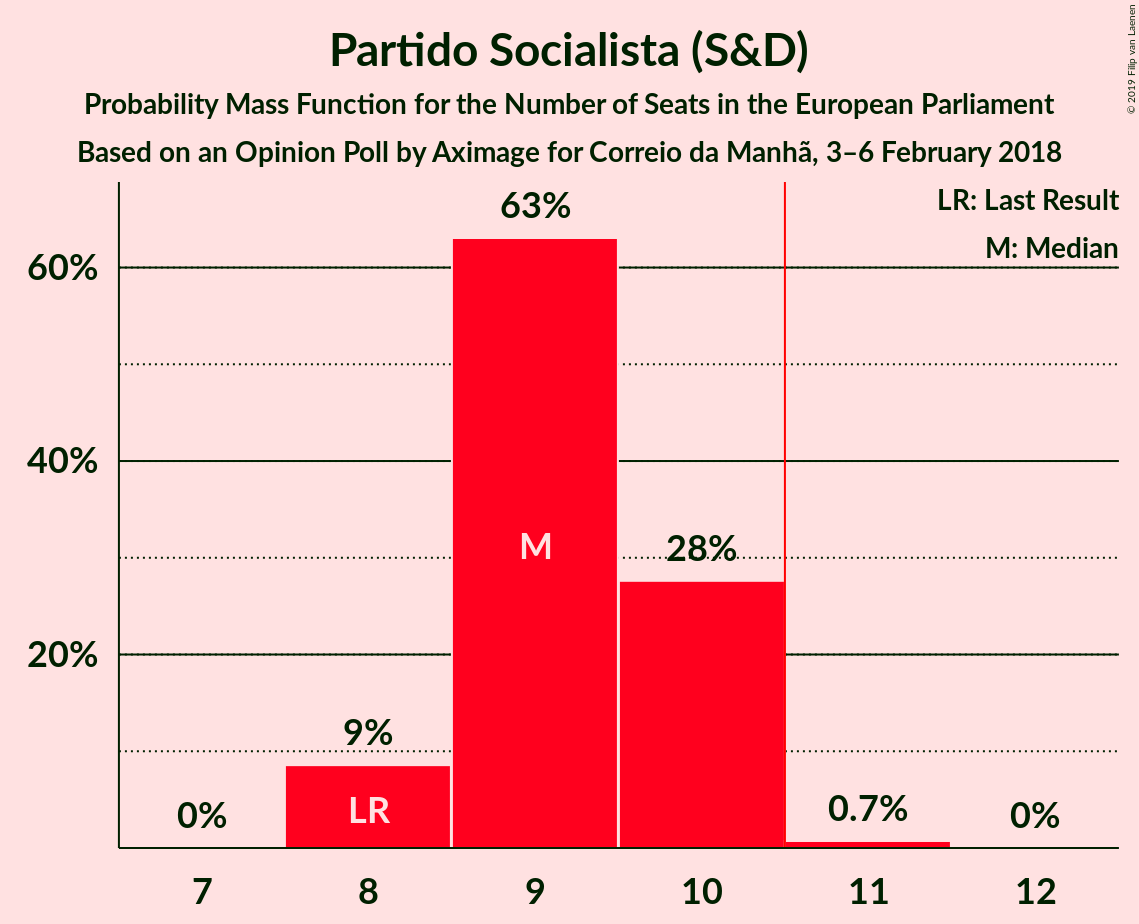 Partido Socialista (S&D)
Probability Mass Function for the Number of Seats in the European Parliament
Based on an Opinion Poll by Aximage for Correio da Manhã, 3–6 February 2018
© 2019 Filip van Laenen
LR: Last Result
M: Median
60%
40%
20%
0%
9%
63%
28%
0.7%
0%
LR
M
7 8 9 10 11 12